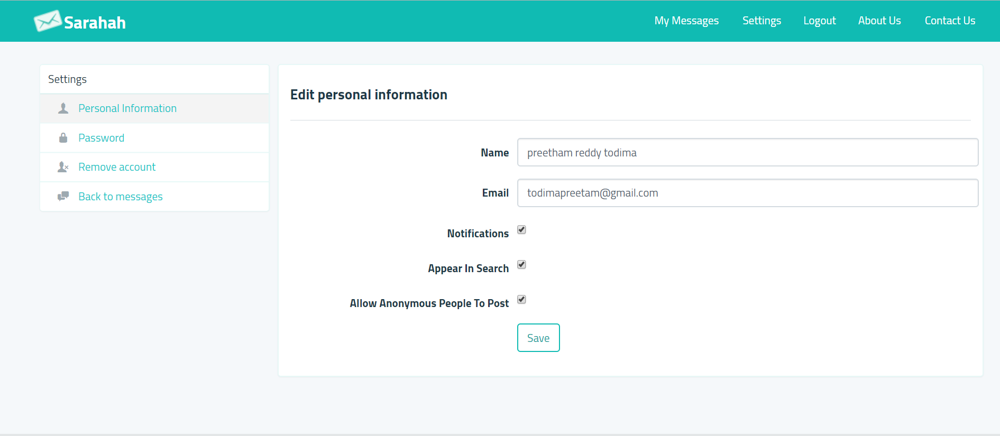 Sarahah
My Messages Settings Logout About Us Contact Us
Settings
Personal Information
Password
Remove account
Back to messages
Edit personal information
Name preetham reddy todima
Email todimapreetam@gmail.com
Notifications
Appear In Search
Allow Anonymous People To Post
Save